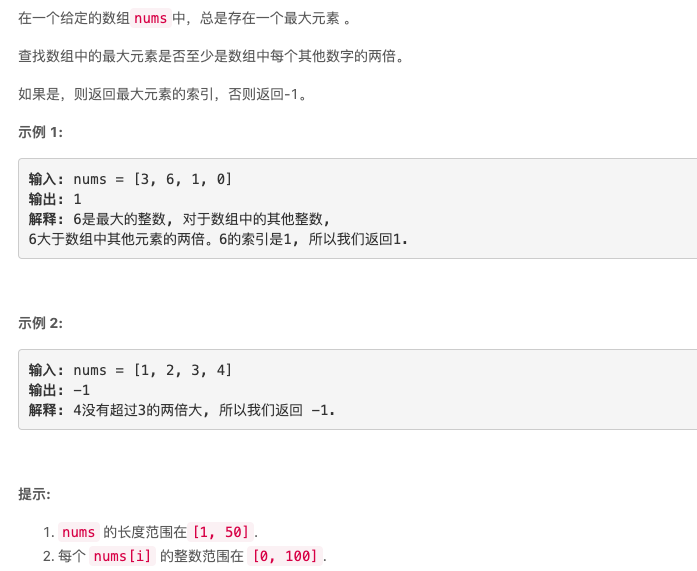 在一个给定的数组nums中，总是存在一个最大元素 。
查找数组中的最大元素是否至少是数组中每个其他数字的两倍。
如果是，则返回最大元素的索引，否则返回-1。
示例 1:
输入: nums = [3, 6, 1, 0]
输出: 1
解释: 6是最大的整数, 对于数组中的其他整数,
6大于数组中其他元素的两倍。6的索引是1, 所以我们返回1.
示例 2:
输入: nums = [1, 2, 3, 4]
输出: -1
解释: 4没有超过3的两倍大, 所以我们返回 -1.
提示:
1. nums 的长度范围在[1, 50].
2. 每个 nums[i] 的整数范围在 [0, 100].